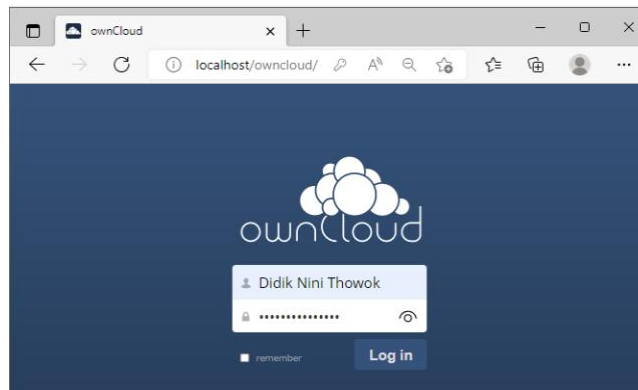 ownCloud
localhost/owncloud/
ownCloud
Didik Nini Thowok
•••••••••••••••
remember
Log in